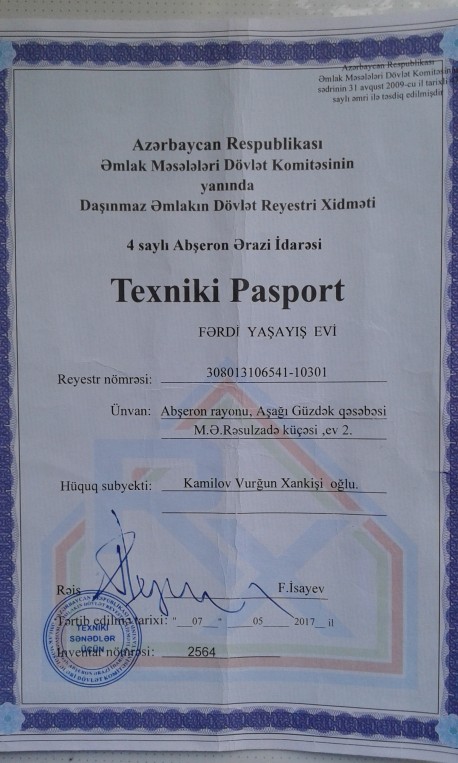 Azərbaycan Respublikası
Əmlak Məsələləri Dövlət Komitəsinin
sədrinin 31 avqust 2009-cu il tarixli
saylı əmri ilə təsdiq edilmişdir
Azərbaycan Respublikası
Əmlak Məsələləri Dövlət Komitəsinin
yanında
Daşınmaz Əmlakın Dövlət Reyestri Xidməti
4 saylı Abşeron Ərazi İdarəsi
Texniki Pasport
FƏRDİ YAŞAYIŞ EVİ
Reyestr nömrəsi: 308013106541-10301
Ünvan: Abşeron rayonu, Aşağı Güzdək qəsəbəsi
M.Ə.Rəsulzadə küçəsi ,ev 2.
Hüquq subyekti: Kamilov Vurğun Xankişi oğlu.
Rəis F.İsayev
Tərtib edilmə tarixi: " 07 " 05 2017 il
İnventar nömrəsi: 2564
TEXNİKİ
SƏNƏDLƏR
ÜÇÜN